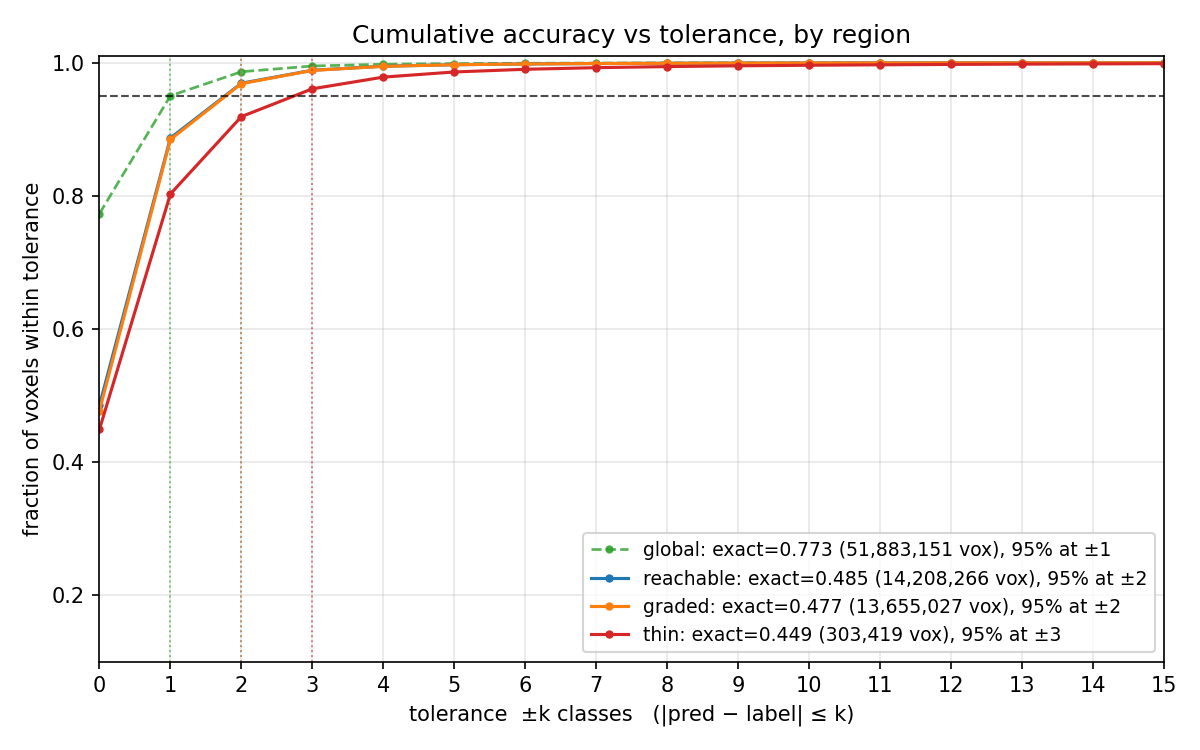 Cumulative accuracy vs tolerance, by region
fraction of voxels within tolerance
1.0
0.8
0.6
0.4
0.2
global: exact=0.773 (51,883,151 vox), 95% at ±1
reachable: exact=0.485 (14,208,266 vox), 95% at ±2
graded: exact=0.477 (13,655,027 vox), 95% at ±2
thin: exact=0.449 (303,419 vox), 95% at ±3
0 1 2 3 4 5 6 7 8 9 10 11 12 13 14 15
tolerance ±k classes (|pred − label| ≤ k)